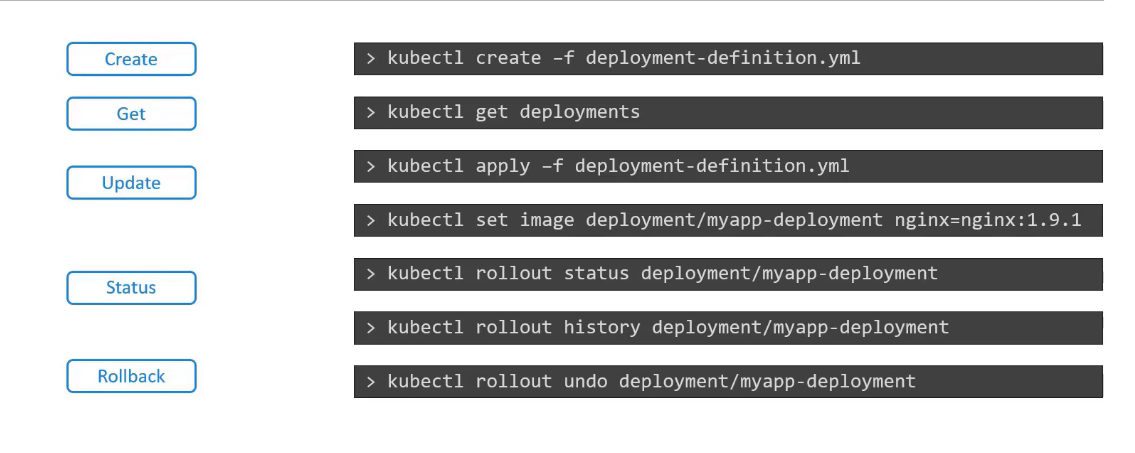 Create
> kubectl create –f deployment-definition.yml
Get
> kubectl get deployments
Update
> kubectl apply –f deployment-definition.yml
> kubectl set image deployment/myapp-deployment nginx=nginx:1.9.1
Status
> kubectl rollout status deployment/myapp-deployment
> kubectl rollout history deployment/myapp-deployment
Rollback
> kubectl rollout undo deployment/myapp-deployment